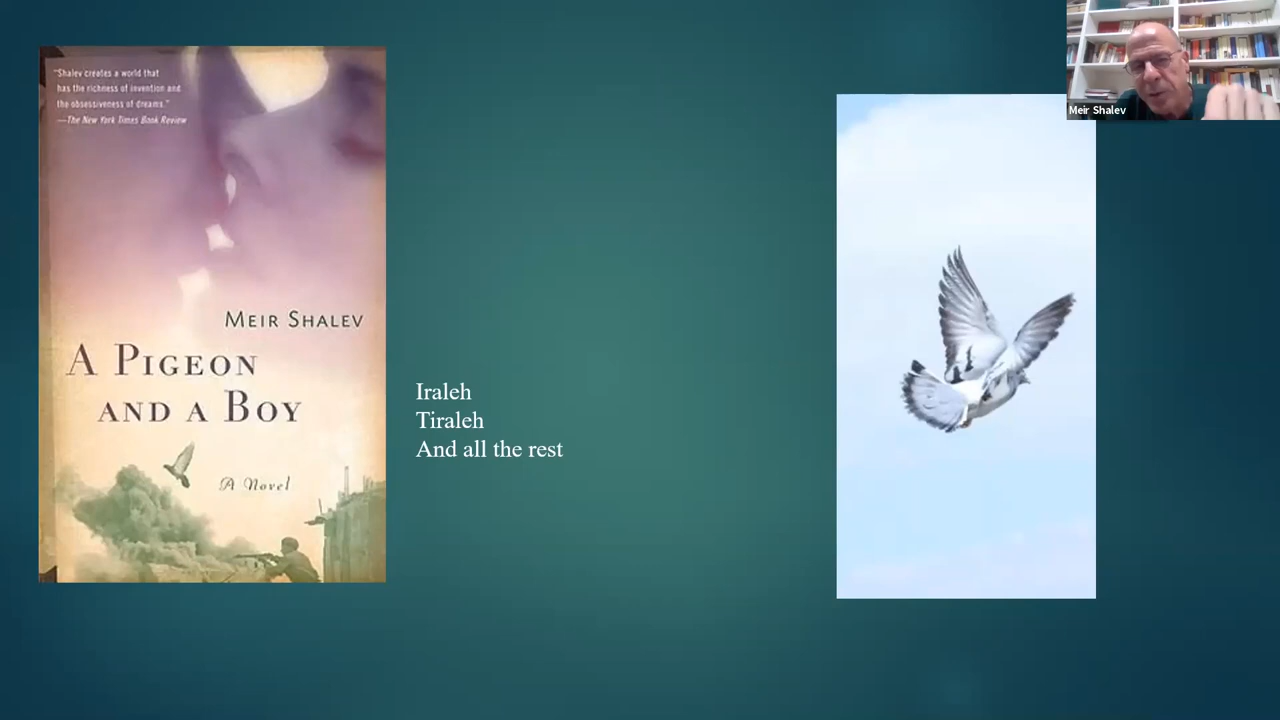 "Shalev creates a world that
has the richness of invention and
the obsessiveness of dreams."
—The New York Times Book Review
MEIR SHALEV
A PIGEON
AND A BOY
A Novel
Iraleh
Tiraleh
And all the rest
Meir Shalev